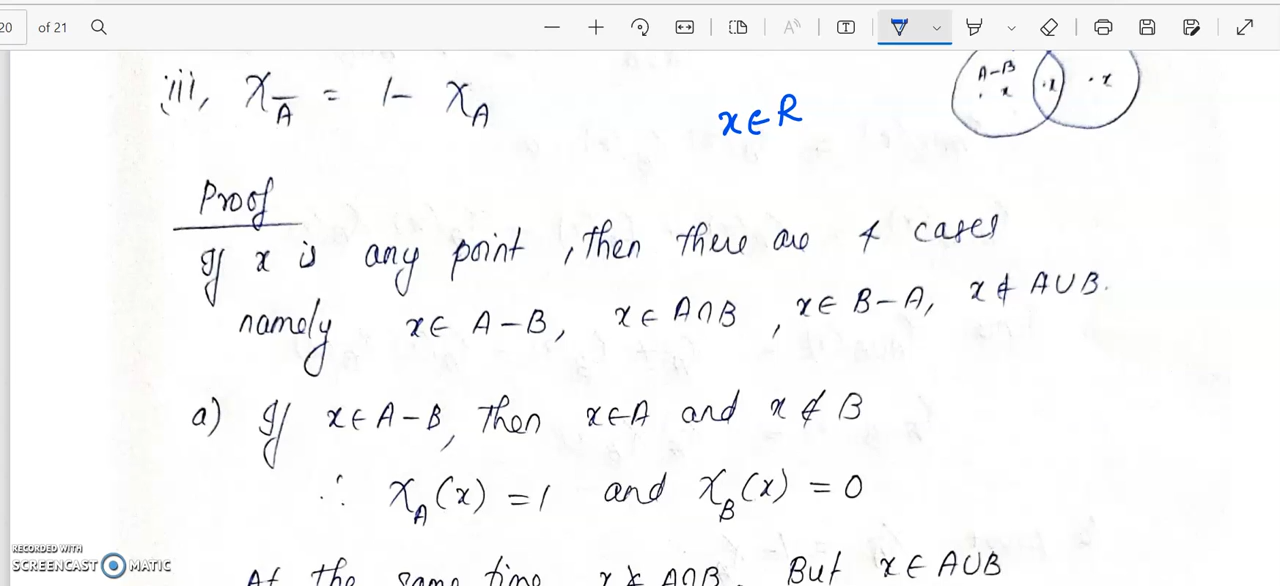 20 of 21
A-B
x
x
x
iii, χ_Ā = 1- χ_A
x∈R
Proof
If x is any point, then there are 4 cases
namely x∈ A-B, x∈ A∩B, x∈ B-A, x∉ A∪B.
a) If x∈ A-B, Then x∈A and x∉B
∴ χ_A(x) = 1 and χ_B(x) = 0
At the same time x∉ A∩B. But x∈ A∪B
RECORDED WITH
SCREENCAST-O-MATIC